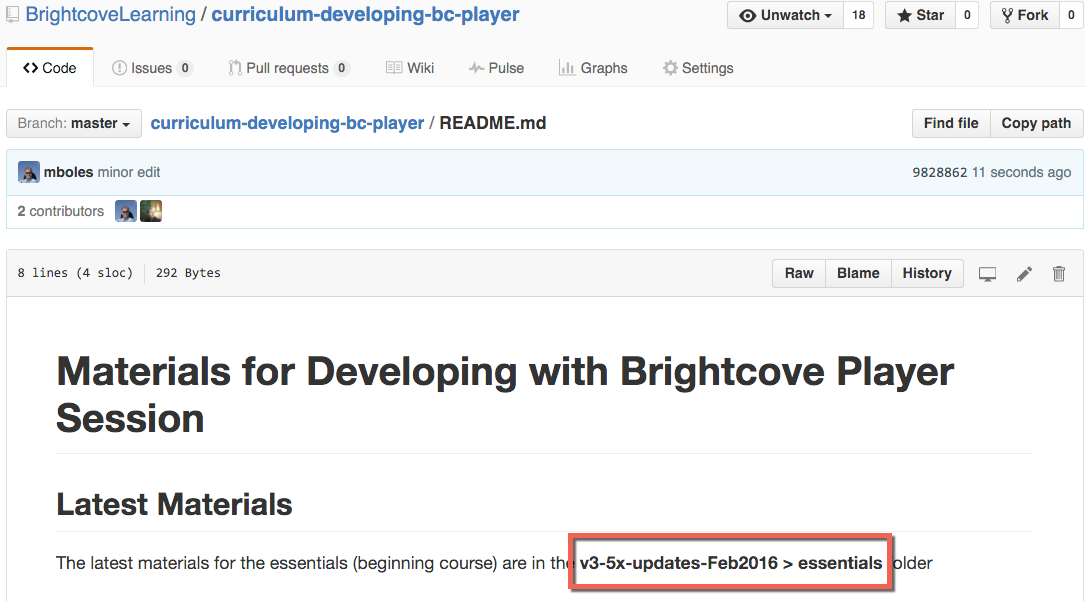 BrightcoveLearning / curriculum-developing-bc-player
Unwatch 18 Star 0 Fork 0
Code Issues 0 Pull requests 0 Wiki Pulse Graphs Settings
Branch: master curriculum-developing-bc-player / README.md Find file Copy path
mboles minor edit 9828862 11 seconds ago
2 contributors
8 lines (4 sloc) 292 Bytes Raw Blame History
Materials for Developing with Brightcove Player
Session
Latest Materials
The latest materials for the essentials (beginning course) are in the v3-5x-updates-Feb2016 > essentials folder